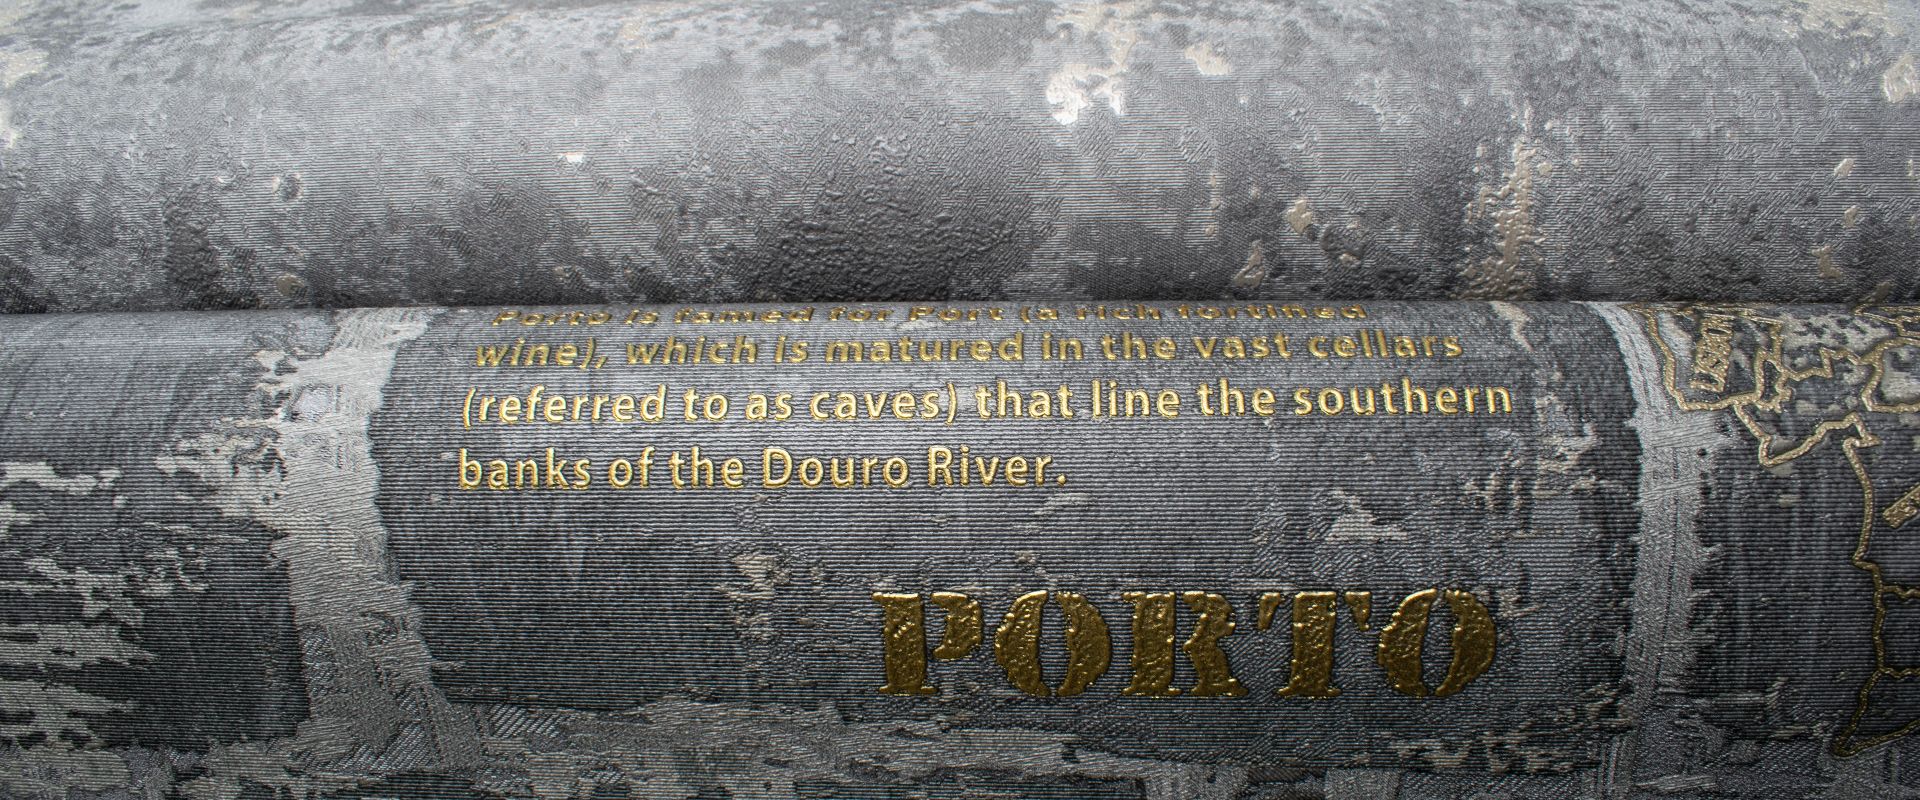 Porto is famed for Port (a rich fortified
wine), which is matured in the vast cellars
(referred to as caves) that line the southern
banks of the Douro River.
PORTO